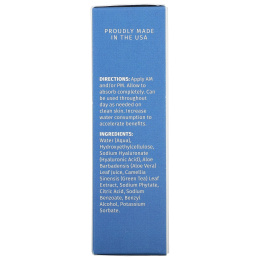 PROUDLY MADE
IN THE USA
DIRECTIONS: Apply AM
and/or PM. Allow to
absorb completely. Can
be used throughout
day as needed on
clean skin; increase
water consumption to
accelerate benefits.
INGREDIENTS:
Water (Aqua),
Hydroxyethylcellulose,
Sodium Hyaluronate
(Hyaluronic Acid), Aloe
Barbadensis (Aloe Vera)
Leaf Juice, Camellia
Sinensis (Green Tea) Leaf
Extract, Sodium Phytate,
Citric Acid, Sodium
Benzoate, Benzyl
Alcohol, Potassium
Sorbate.